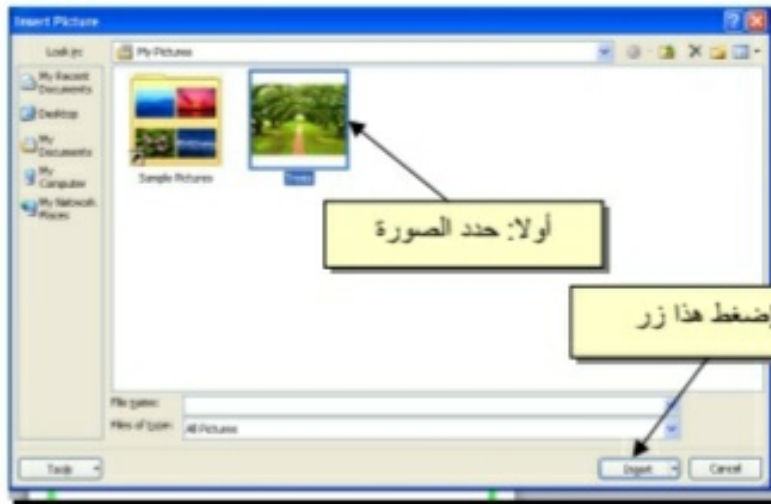 Insert Picture
Look in:
My Pictures
My Recent
Documents
Desktop
My
Documents
My
Computer
My Network
Places
Sample Pictures
Trees
أولا: حدد الصورة
إضغط هذا زر
File name:
Files of type:
All Pictures
Tools
Insert
Cancel